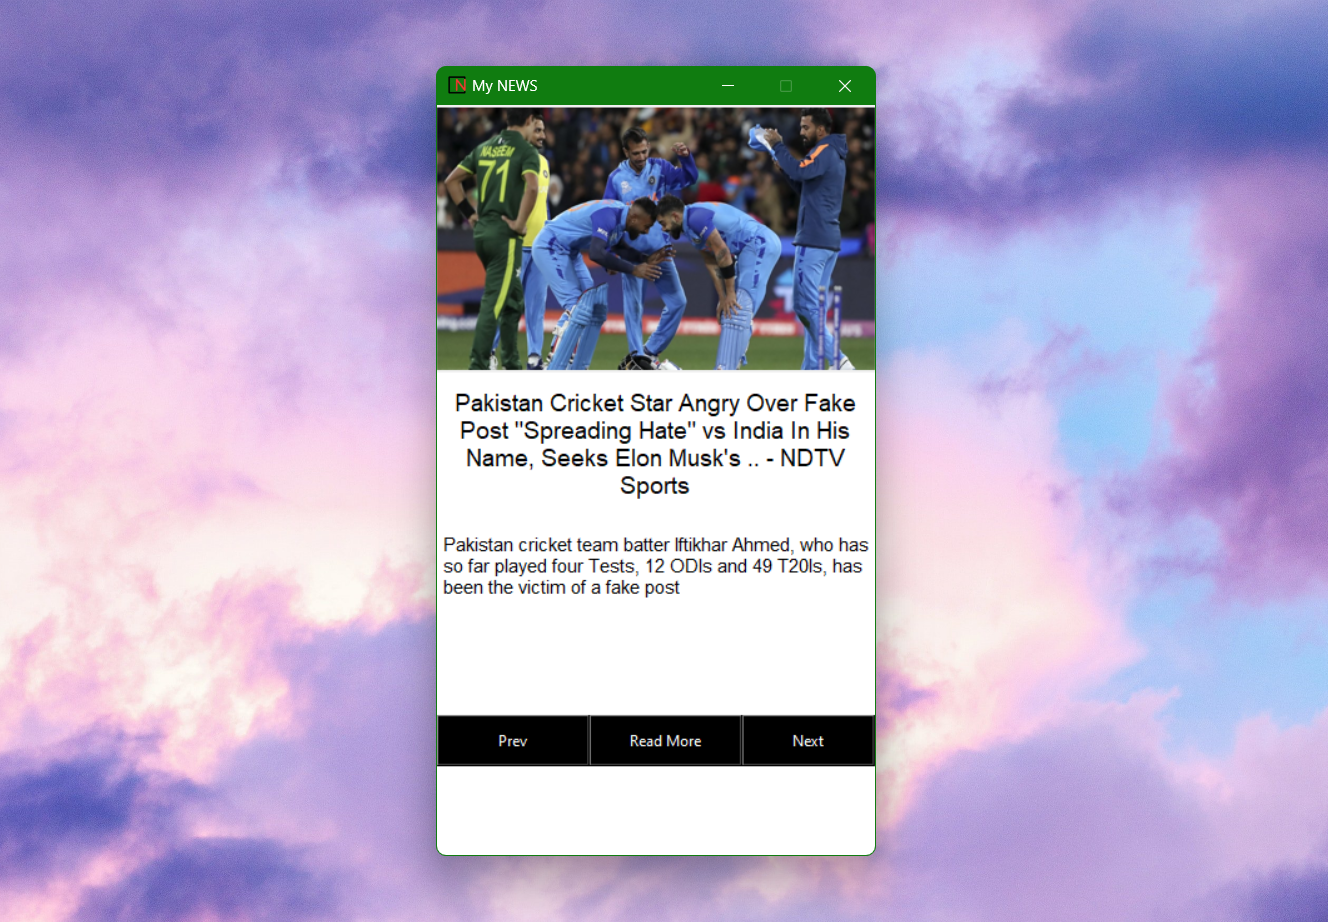 N My NEWS
NASEEM
71
Pakistan Cricket Star Angry Over Fake
Post "Spreading Hate" vs India In His
Name, Seeks Elon Musk's .. - NDTV
Sports
Pakistan cricket team batter Iftikhar Ahmed, who has
so far played four Tests, 12 ODIs and 49 T20Is, has
been the victim of a fake post
Prev
Read More
Next